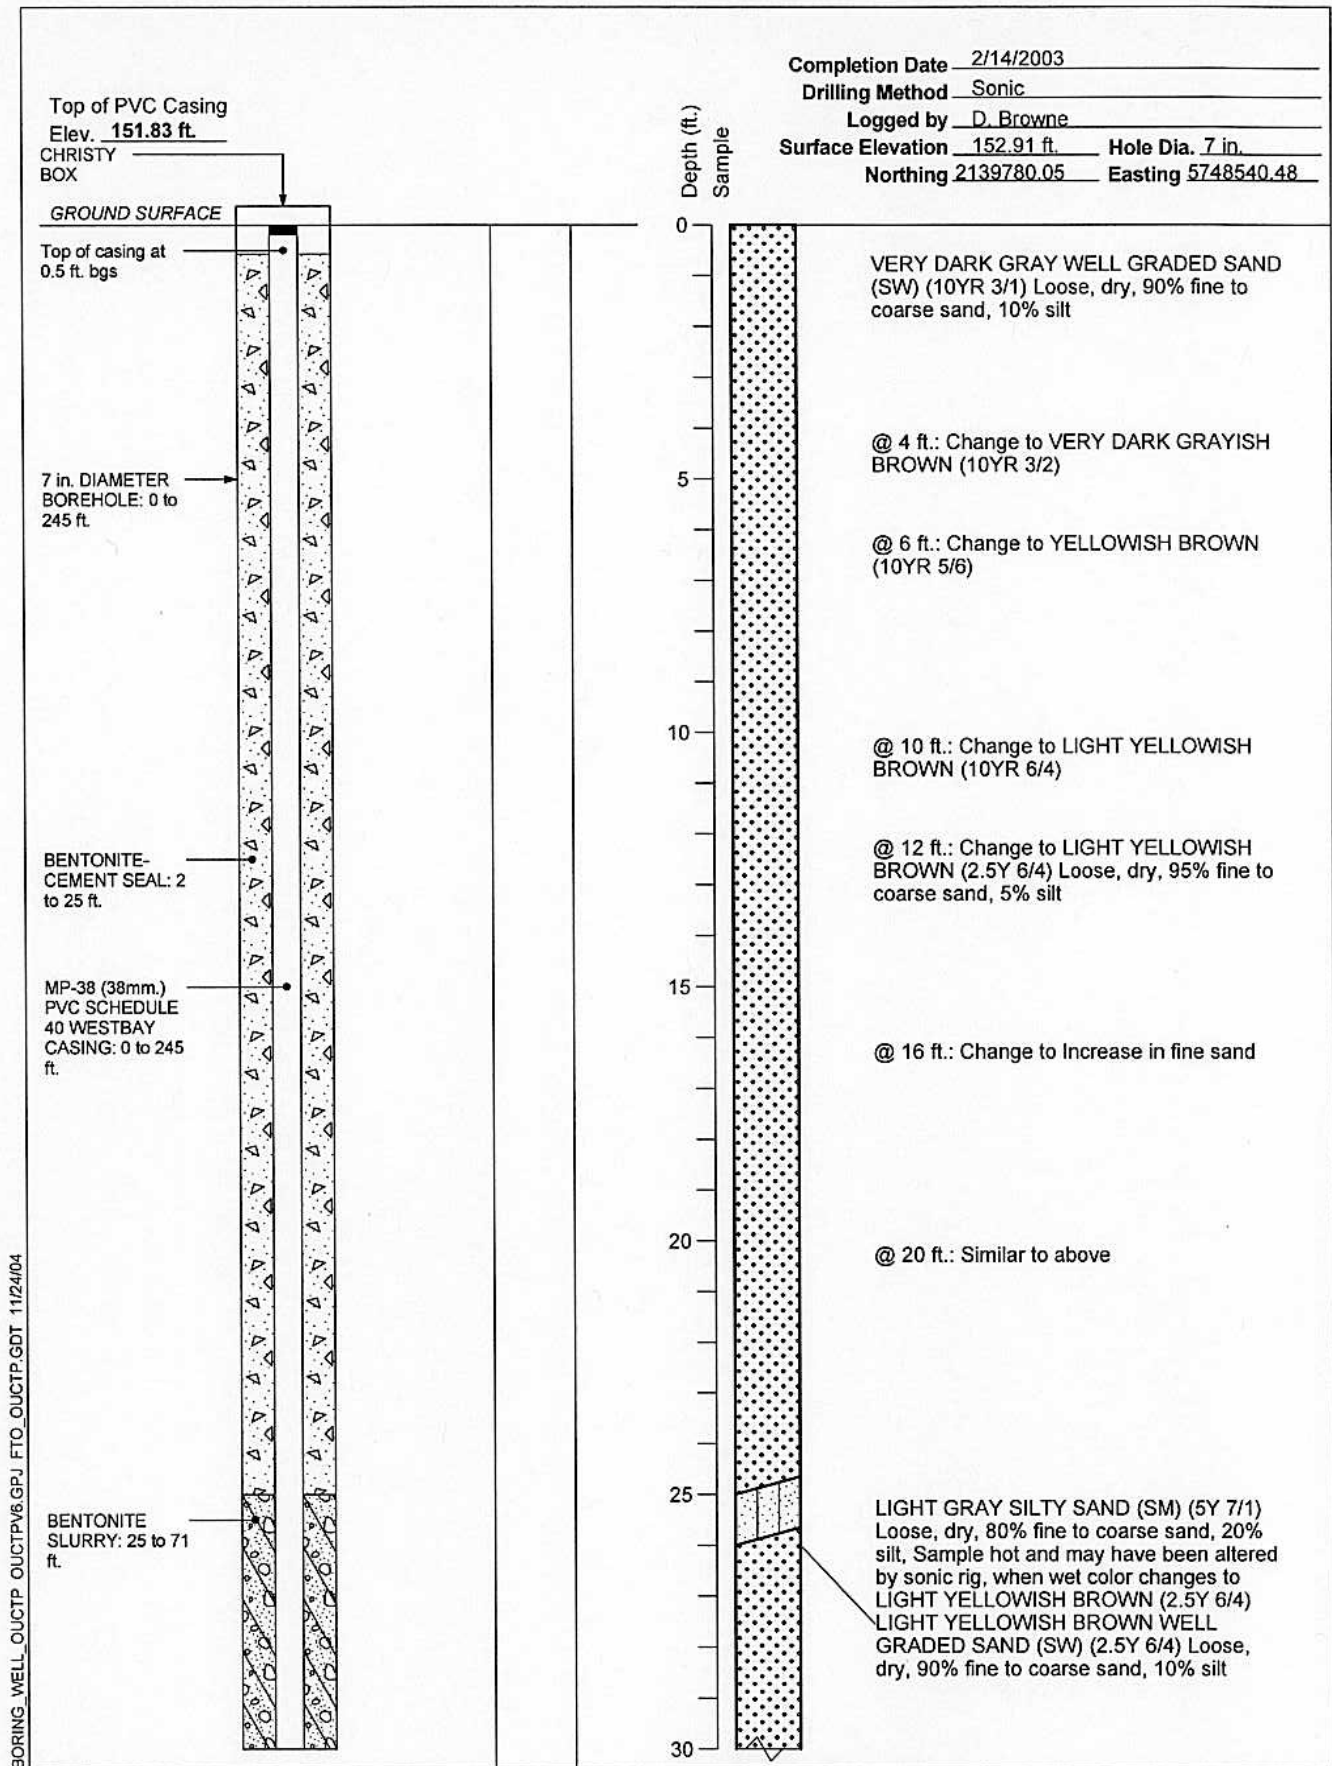 Completion Date 2/14/2003
Drilling Method Sonic
Logged by D. Browne
Surface Elevation 152.91 ft. Hole Dia. 7 in.
Northing 2139780.05 Easting 5748540.48
Top of PVC Casing
Elev. 151.83 ft.
CHRISTY
BOX
GROUND SURFACE
Depth (ft.)
Sample
Top of casing at
0.5 ft. bgs
7 in. DIAMETER
BOREHOLE: 0 to
245 ft.
BENTONITE-
CEMENT SEAL: 2
to 25 ft.
MP-38 (38mm.)
PVC SCHEDULE
40 WESTBAY
CASING: 0 to 245
ft.
BENTONITE
SLURRY: 25 to 71
ft.
0
5
10
15
20
25
30
VERY DARK GRAY WELL GRADED SAND
(SW) (10YR 3/1) Loose, dry, 90% fine to
coarse sand, 10% silt
@ 4 ft.: Change to VERY DARK GRAYISH
BROWN (10YR 3/2)
@ 6 ft.: Change to YELLOWISH BROWN
(10YR 5/6)
@ 10 ft.: Change to LIGHT YELLOWISH
BROWN (10YR 6/4)
@ 12 ft.: Change to LIGHT YELLOWISH
BROWN (2.5Y 6/4) Loose, dry, 95% fine to
coarse sand, 5% silt
@ 16 ft.: Change to Increase in fine sand
@ 20 ft.: Similar to above
LIGHT GRAY SILTY SAND (SM) (5Y 7/1)
Loose, dry, 80% fine to coarse sand, 20%
silt, Sample hot and may have been altered
by sonic rig, when wet color changes to
LIGHT YELLOWISH BROWN (2.5Y 6/4)
LIGHT YELLOWISH BROWN WELL
GRADED SAND (SW) (2.5Y 6/4) Loose,
dry, 90% fine to coarse sand, 10% silt
BORING_WELL_OUCTP OUCTPV6.GPJ FTO_OUCTP.GDT 11/24/04